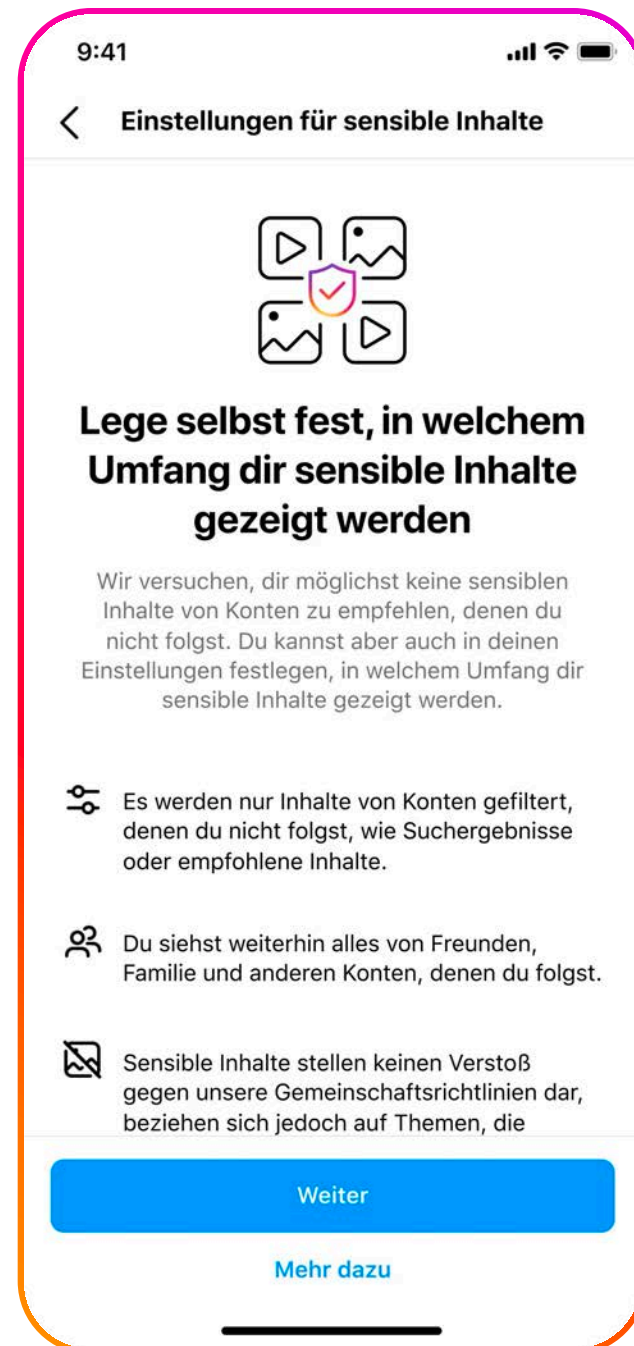 9:41
Einstellungen für sensible Inhalte
Lege selbst fest, in welchem
Umfang dir sensible Inhalte
gezeigt werden
Wir versuchen, dir möglichst keine sensiblen
Inhalte von Konten zu empfehlen, denen du
nicht folgst. Du kannst aber auch in deinen
Einstellungen festlegen, in welchem Umfang dir
sensible Inhalte gezeigt werden.
Es werden nur Inhalte von Konten gefiltert,
denen du nicht folgst, wie Suchergebnisse
oder empfohlene Inhalte.
Du siehst weiterhin alles von Freunden,
Familie und anderen Konten, denen du folgst.
Sensible Inhalte stellen keinen Verstoß
gegen unsere Gemeinschaftsrichtlinien dar,
beziehen sich jedoch auf Themen, die
Weiter
Mehr dazu